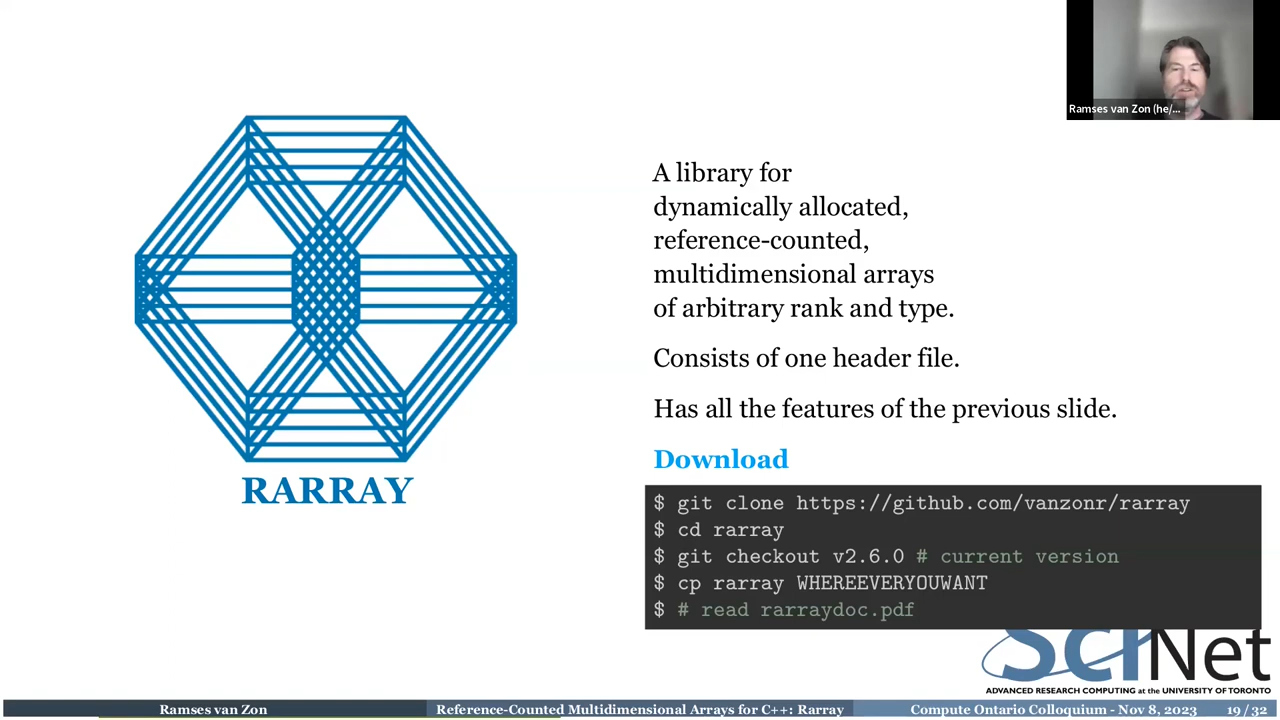 Ramses van Zon (he/...
A library for
dynamically allocated,
reference-counted,
multidimensional arrays
of arbitrary rank and type.
Consists of one header file.
Has all the features of the previous slide.
RARRAY
Download
$ git clone https://github.com/vanzonr/rarray
$ cd rarray
$ git checkout v2.6.0 # current version
$ cp rarray WHEREEVERYOUWANT
$ # read rarraydoc.pdf
SciNet
ADVANCED RESEARCH COMPUTING at the UNIVERSITY OF TORONTO
Ramses van Zon
Reference-Counted Multidimensional Arrays for C++: Rarray
Compute Ontario Colloquium - Nov 8, 2023
19 / 32